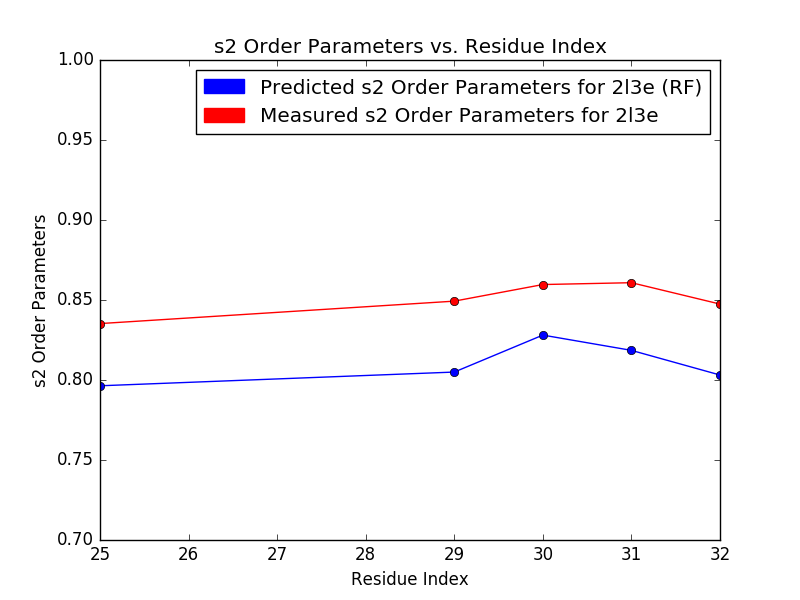 s2 Order Parameters vs. Residue Index
Predicted s2 Order Parameters for 2l3e (RF)
Measured s2 Order Parameters for 2l3e
1.00
0.95
0.90
0.85
0.80
0.75
0.70
s2 Order Parameters
25 26 27 28 29 30 31 32
Residue Index